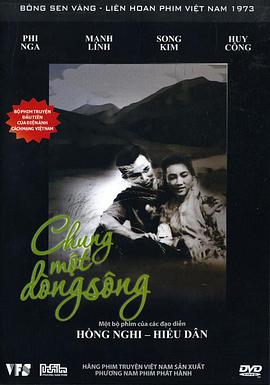 BÔNG SEN VÀNG - LIÊN HOAN PHIM VIỆT NAM 1973
PHI NGA
MẠNH LINH
SONG KIM
HUY CÔNG
BỘ PHIM TRUYỆN
ĐẦU TIÊN
CỦA ĐIỆN ẢNH
CÁCH MẠNG VIỆT NAM
Chung
một
dòng sông
Một bộ phim của các đạo diễn
HỒNG NGHI – HIẾU DÂN
HÃNG PHIM TRUYỆN VIỆT NAM SẢN XUẤT
PHƯƠNG NAM PHIM PHÁT HÀNH
VFS
DVD